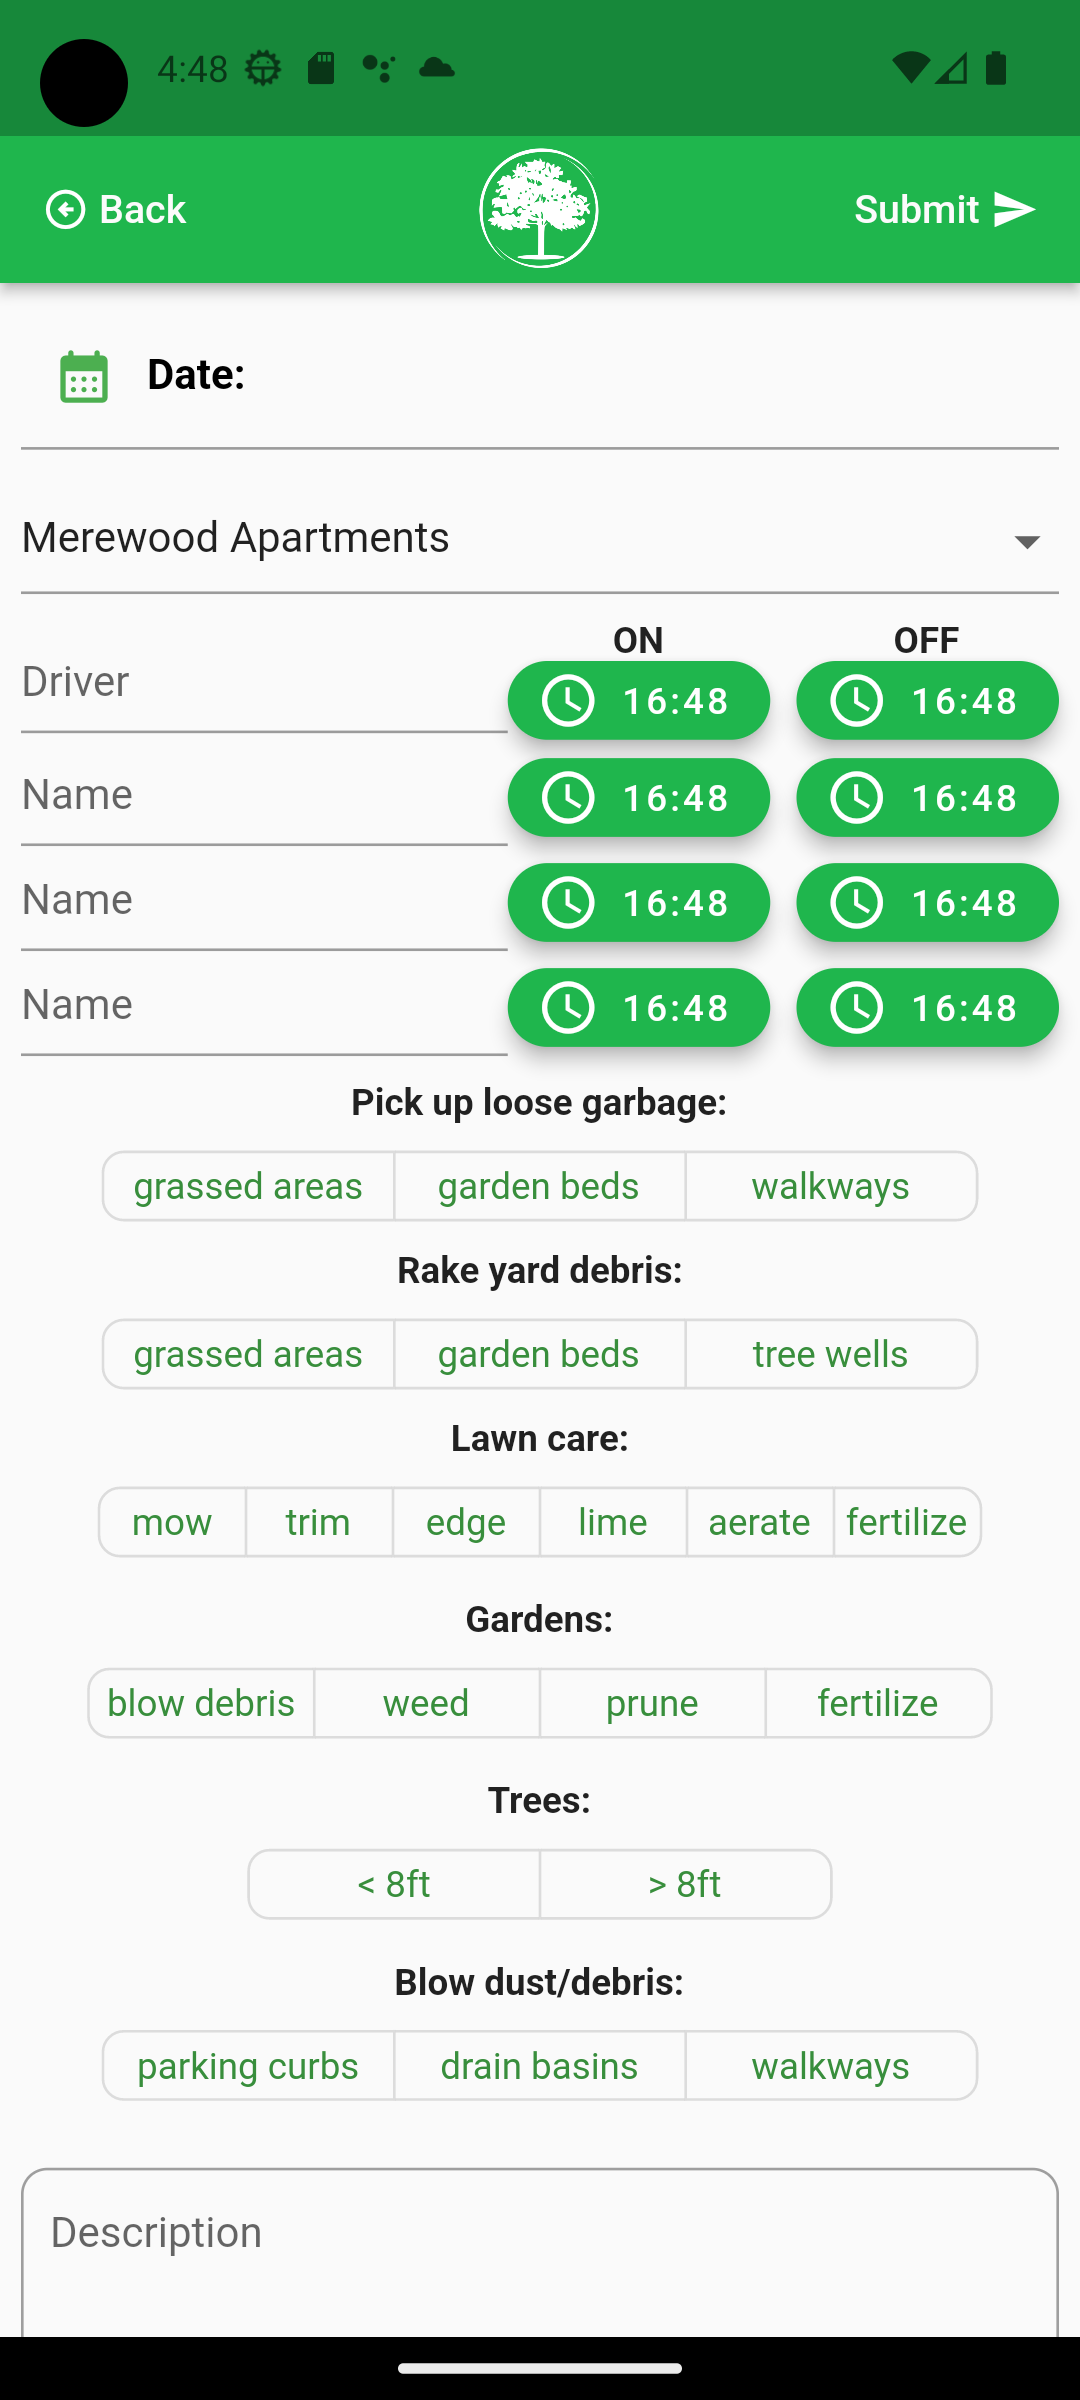 4:48
Back
Submit
Date:
Merewood Apartments
ON OFF
Driver 16:48 16:48
Name 16:48 16:48
Name 16:48 16:48
Name 16:48 16:48
Pick up loose garbage:
grassed areas garden beds walkways
Rake yard debris:
grassed areas garden beds tree wells
Lawn care:
mow trim edge lime aerate fertilize
Gardens:
blow debris weed prune fertilize
Trees:
< 8ft > 8ft
Blow dust/debris:
parking curbs drain basins walkways
Description